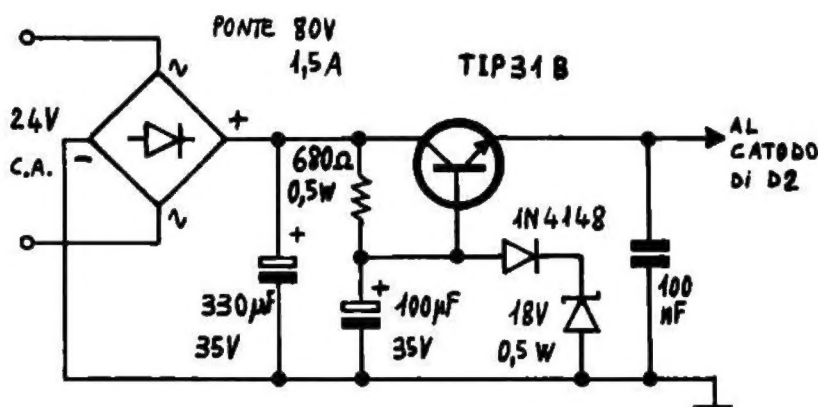 PONTE 80V
1,5A
TIP31B
24V
C.A.
~
-
+
~
680Ω
0,5W
1N4148
AL
CATODO
Di D2
+
330µF
35V
+
100µF
35V
18V
0,5W
100
nF